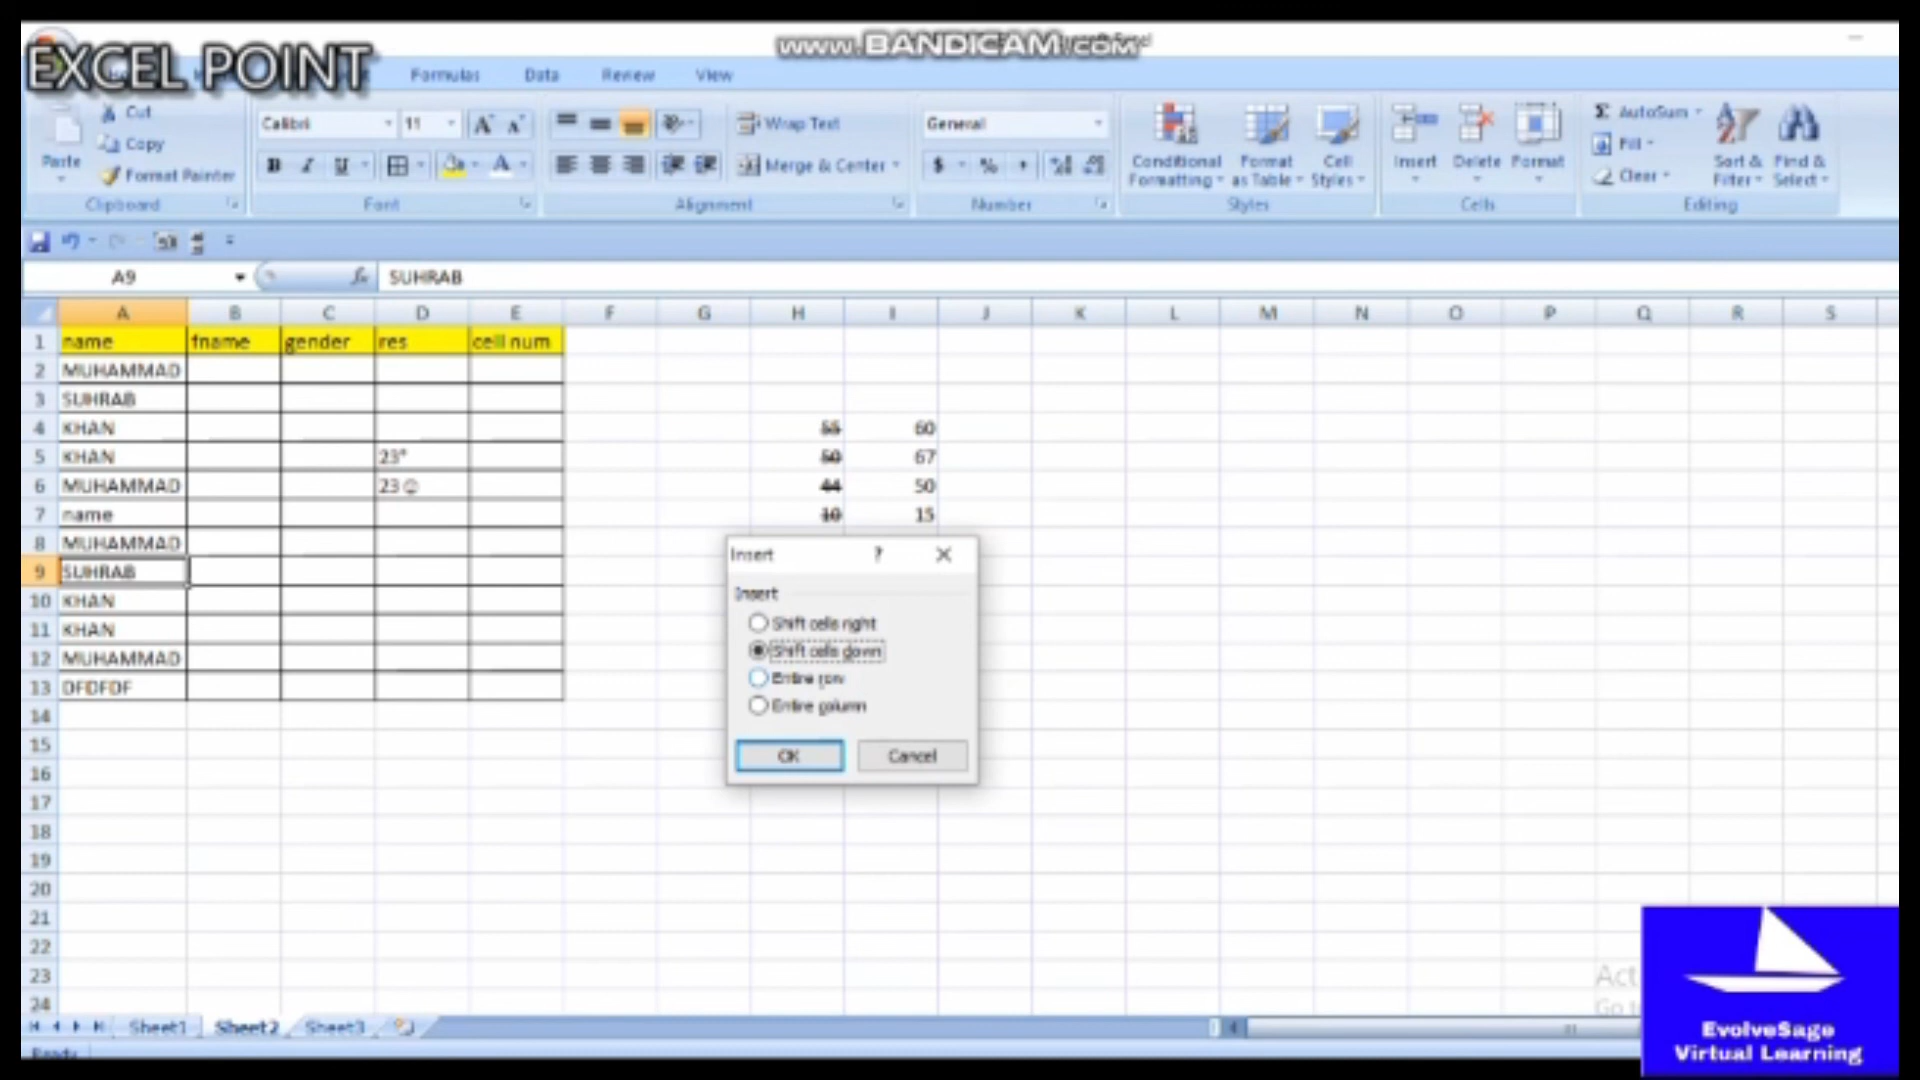 EXCEL POINT
www.BANDICAM.com
Formulas Data Review View
Cut
Copy
Format Painter
Paste
Clipboard
Calibri 11
B I U
Font
Wrap Text
Merge & Center
Alignment
General
$ %
Number
Conditional Formatting
Format as Table
Cell Styles
Styles
Insert Delete Format
Cells
Σ AutoSum
Fill
Clear
Sort & Filter
Find & Select
Editing
A9 fx SUHRAB
A B C D E F G H I J K L M N O P Q R S
1 name fname gender res cell num
2 MUHAMMAD
3 SUHRAB
4 KHAN 55 60
5 KHAN 23° 50 67
6 MUHAMMAD 23☺ 44 50
7 name 10 15
8 MUHAMMAD
9 SUHRAB
10 KHAN
11 KHAN
12 MUHAMMAD
13 DFDFDF
14
15
16
17
18
19
20
21
22
23
24
Insert ?
Insert
Shift cells right
Shift cells down
Entire row
Entire column
OK Cancel
Sheet1 Sheet2 Sheet3
Ready
Act
Go t
EvolveSage
Virtual Learning